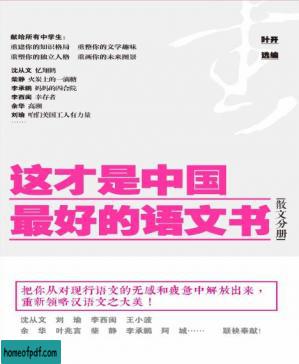 献给所有中学生：
重建你的知识格局　重整你的文学趣味
重塑你的独立人格　重画你的未来图景
叶开
选编
沈从文 忆翔鹤
柴静 火炭上的一滴糖
李承鹏 妈妈的四合院
李西闽 幸存者
余华 高潮
刘瑜 咱们美国工人有力量
……
这才是中国
最好的语文书
[散文分册]
把你从对现行语文的无感和疲惫中解放出来，
重新领略汉语文之大美！
沈从文　刘瑜　李西闽　王小波
余华　叶兆言　柴静　李承鹏　阿城……　联袂奉献！
homeofpdf.com
homeofpdf.com